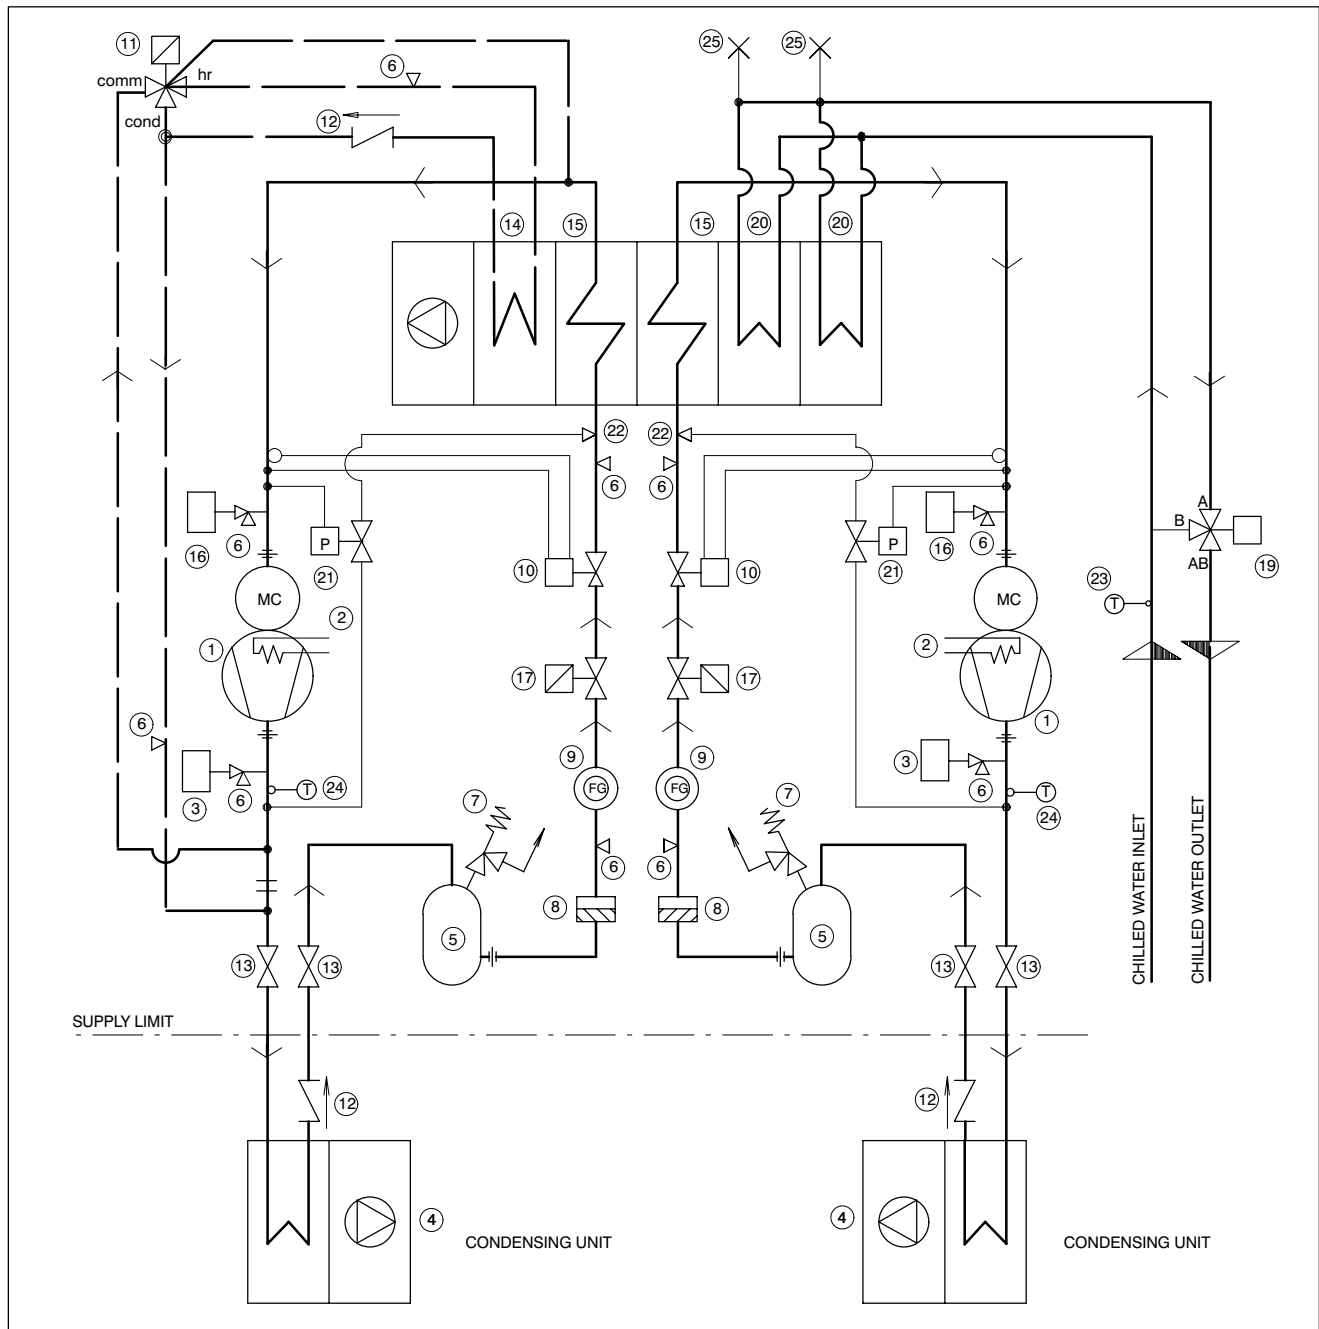 11
comm
hr
cond
6
12
25
25
14
15
15
20
20
22
22
6
6
16
6
P
21
10
10
21
P
16
6
A
B
AB
19
23
T
MC
2
1
MC
2
1
17
17
6
9
FG
9
FG
3
6
T
24
7
7
3
6
T
24
6
6
8
8
5
5
13
13
13
13
CHILLED WATER INLET
CHILLED WATER OUTLET
SUPPLY LIMIT
12
12
4
CONDENSING UNIT
4
CONDENSING UNIT